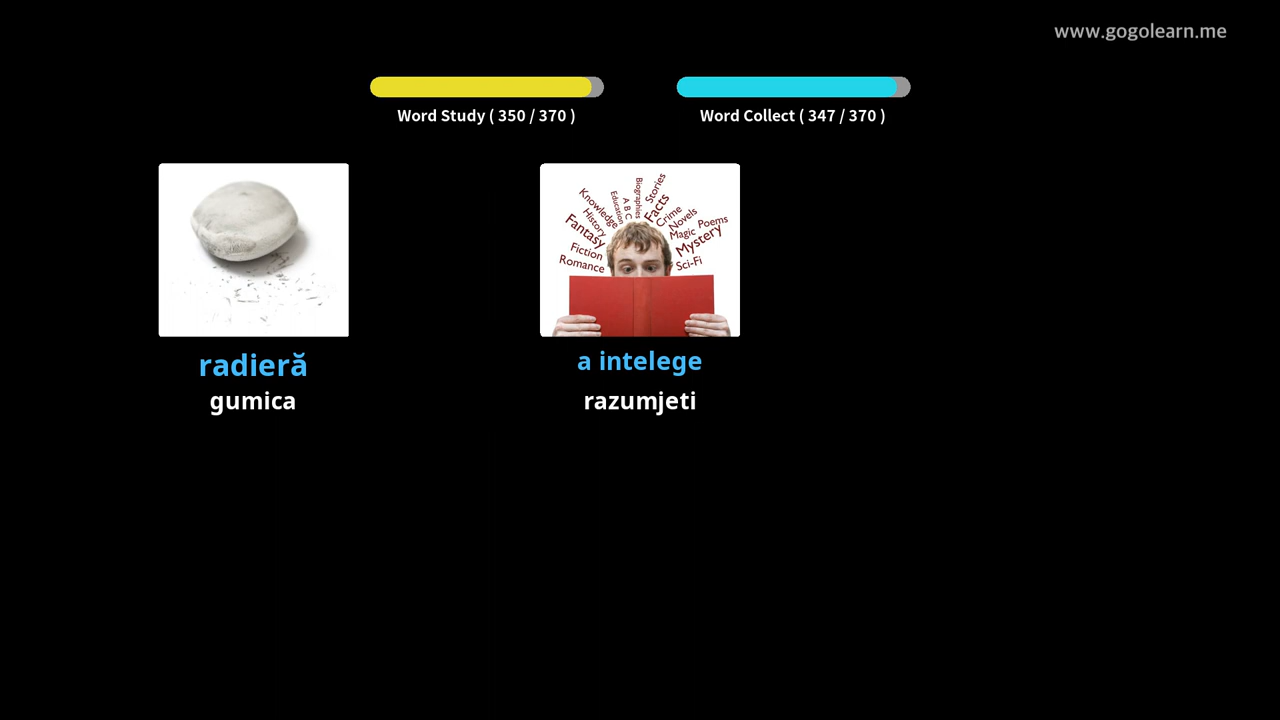 www.gogolearn.me
Word Study ( 350 / 370 )
Word Collect ( 347 / 370 )
radieră
gumica
Knowledge
History
Fantasy
Fiction
Romance
Education
A B C
Biographies
Stories
Facts
Crime
Novels
Magic
Poems
Mystery
Sci-Fi
a intelege
razumjeti